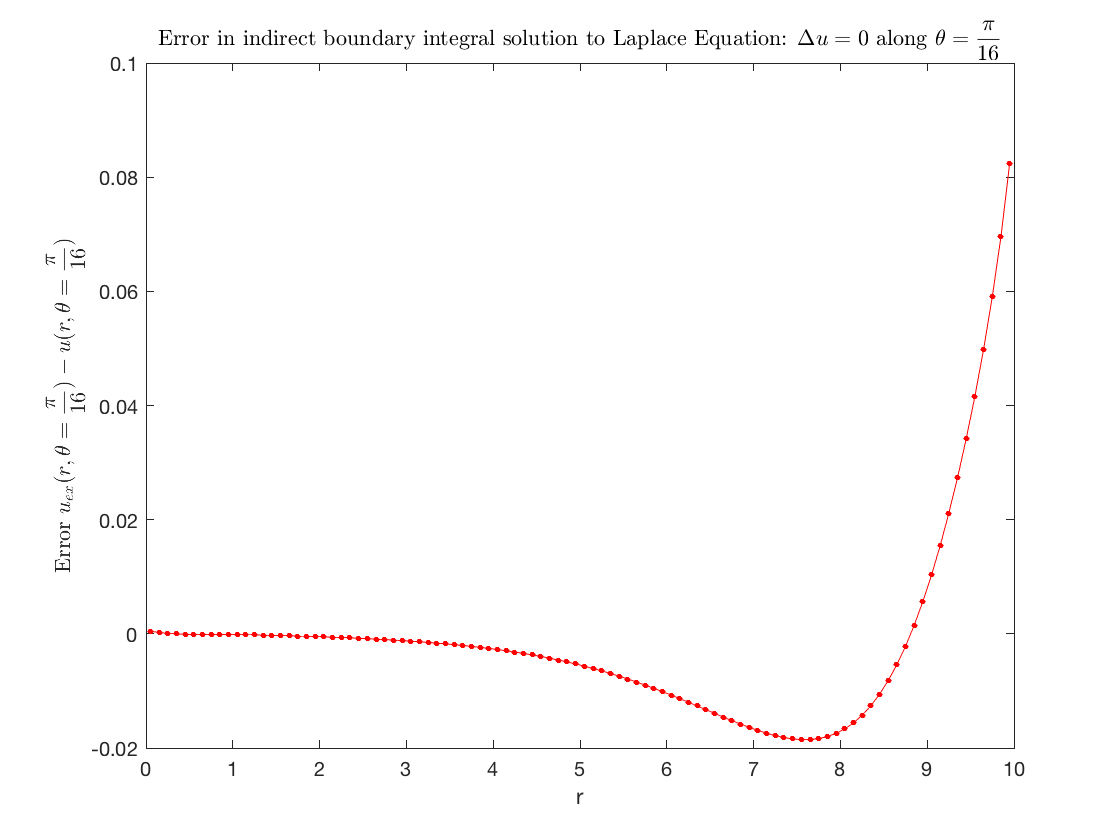 Error in indirect boundary integral solution to Laplace Equation: Δu = 0 along θ = π/16
Error u_ex(r, θ = π/16) − u(r, θ = π/16)
0.1
0.08
0.06
0.04
0.02
0
-0.02
0 1 2 3 4 5 6 7 8 9 10
r